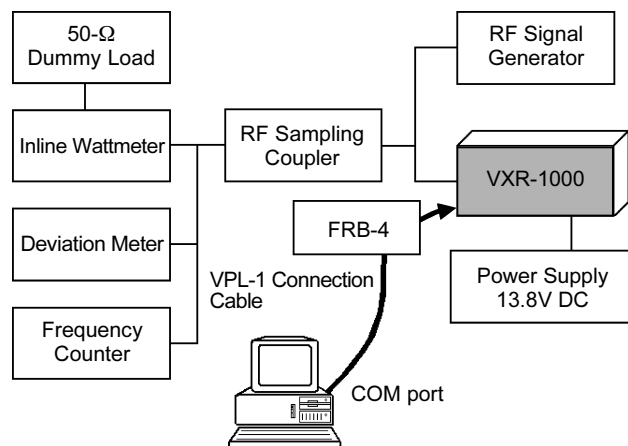 50-Ω
Dummy Load
RF Signal
Generator
Inline Wattmeter
RF Sampling
Coupler
VXR-1000
Deviation Meter
FRB-4
VPL-1 Connection
Cable
Power Supply
13.8V DC
Frequency
Counter
COM port